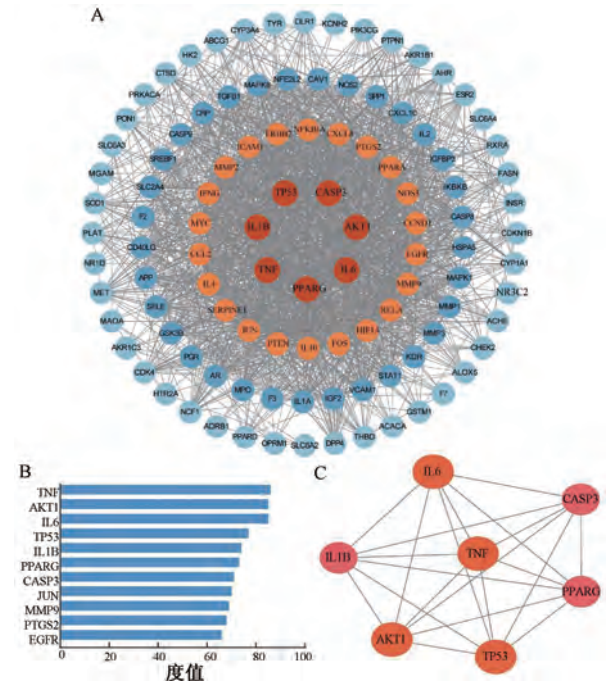 A
TYR
OLR1
KCNH2
CYP3A4
PIK3CG
ABCG1
PTPN1
HK2
AKR1B1
CTSD
AHR
PRKACA
ESR2
PON1
SLC6A4
SLC6A3
RXRA
MGAM
FASN
SOD1
INSR
PLAT
CDKN1B
NR1I3
CYP1A1
MET
NR3C2
MAOA
ACHE
AKR1C3
CHEK2
CDK4
ALOX5
HTR2A
F7
NCF1
GSTM1
ADRB1
ACACA
PPARD
THBD
OPRM1
DPP4
SLC6A2
NFE2L2
CAV1
MAPK8
NOS2
TGFB1
SPP1
CRP
CXCL10
CASP9
IL2
SREBF1
IGFBP3
SLC2A4
IKBKB
F2
CASP8
CD40LG
HSPA5
APP
MAPK1
SELE
MMP1
GSK3B
MMP3
PGR
KDR
AR
STAT1
MPO
VCAM1
F3
IGF2
IL1A
NFKBIA
CXCL8
ICAM1
PTGS2
MMP2
PPARA
IFNG
NOS3
MYC
CCND1
CCL2
EGFR
IL4
MMP9
SERPINE1
RELA
JUN
HIF1A
PTEN
FOS
IL10
TP53
CASP3
IL1B
AKT1
TNF
IL6
PPARG
B
TNF
AKT1
IL6
TP53
IL1B
PPARG
CASP3
JUN
MMP9
PTGS2
EGFR
0 20 40 60 80 100
度值
C
IL6
CASP3
IL1B
TNF
PPARG
AKT1
TP53